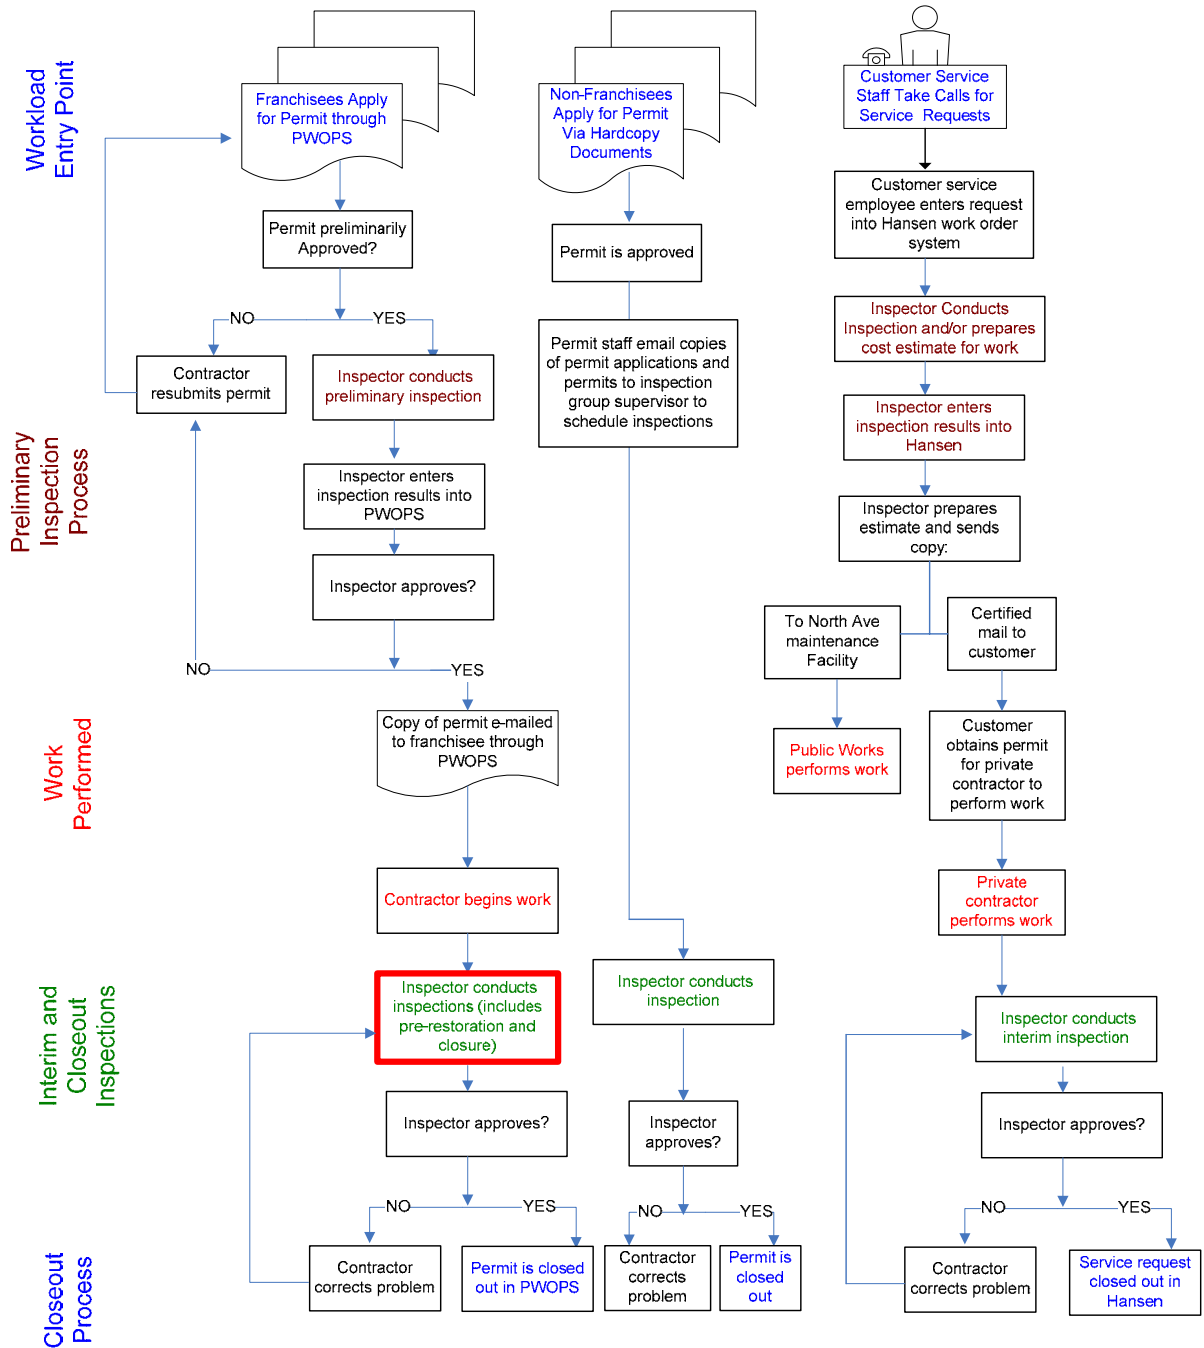 Workload
Entry Point
Franchisees Apply
for Permit through
PWOPS
Permit preliminarily
Approved?
NO
YES
Contractor
resubmits permit
Inspector conducts
preliminary inspection
Preliminary
Inspection
Process
Inspector enters
inspection results into
PWOPS
Inspector approves?
NO
YES
Work
Performed
Copy of permit e-mailed
to franchisee through
PWOPS
Contractor begins work
Interim and
Closeout
Inspections
Inspector conducts
inspections (includes
pre-restoration and
closure)
Inspector approves?
NO
YES
Closeout
Process
Contractor
corrects problem
Permit is closed
out in PWOPS
Non-Franchisees
Apply for Permit
Via Hardcopy
Documents
Permit is approved
Permit staff email copies
of permit applications and
permits to inspection
group supervisor to
schedule inspections
Inspector conducts
inspection
Inspector
approves?
NO
YES
Contractor
corrects
problem
Permit is
closed
out
Customer Service
Staff Take Calls for
Service Requests
Customer service
employee enters request
into Hansen work order
system
Inspector Conducts
Inspection and/or prepares
cost estimate for work
Inspector enters
inspection results into
Hansen
Inspector prepares
estimate and sends
copy:
To North Ave
maintenance
Facility
Certified
mail to
customer
Public Works
performs work
Customer
obtains permit
for private
contractor to
perform work
Private
contractor
performs work
Inspector conducts
interim inspection
Inspector approves?
NO
YES
Contractor
corrects problem
Service request
closed out in
Hansen